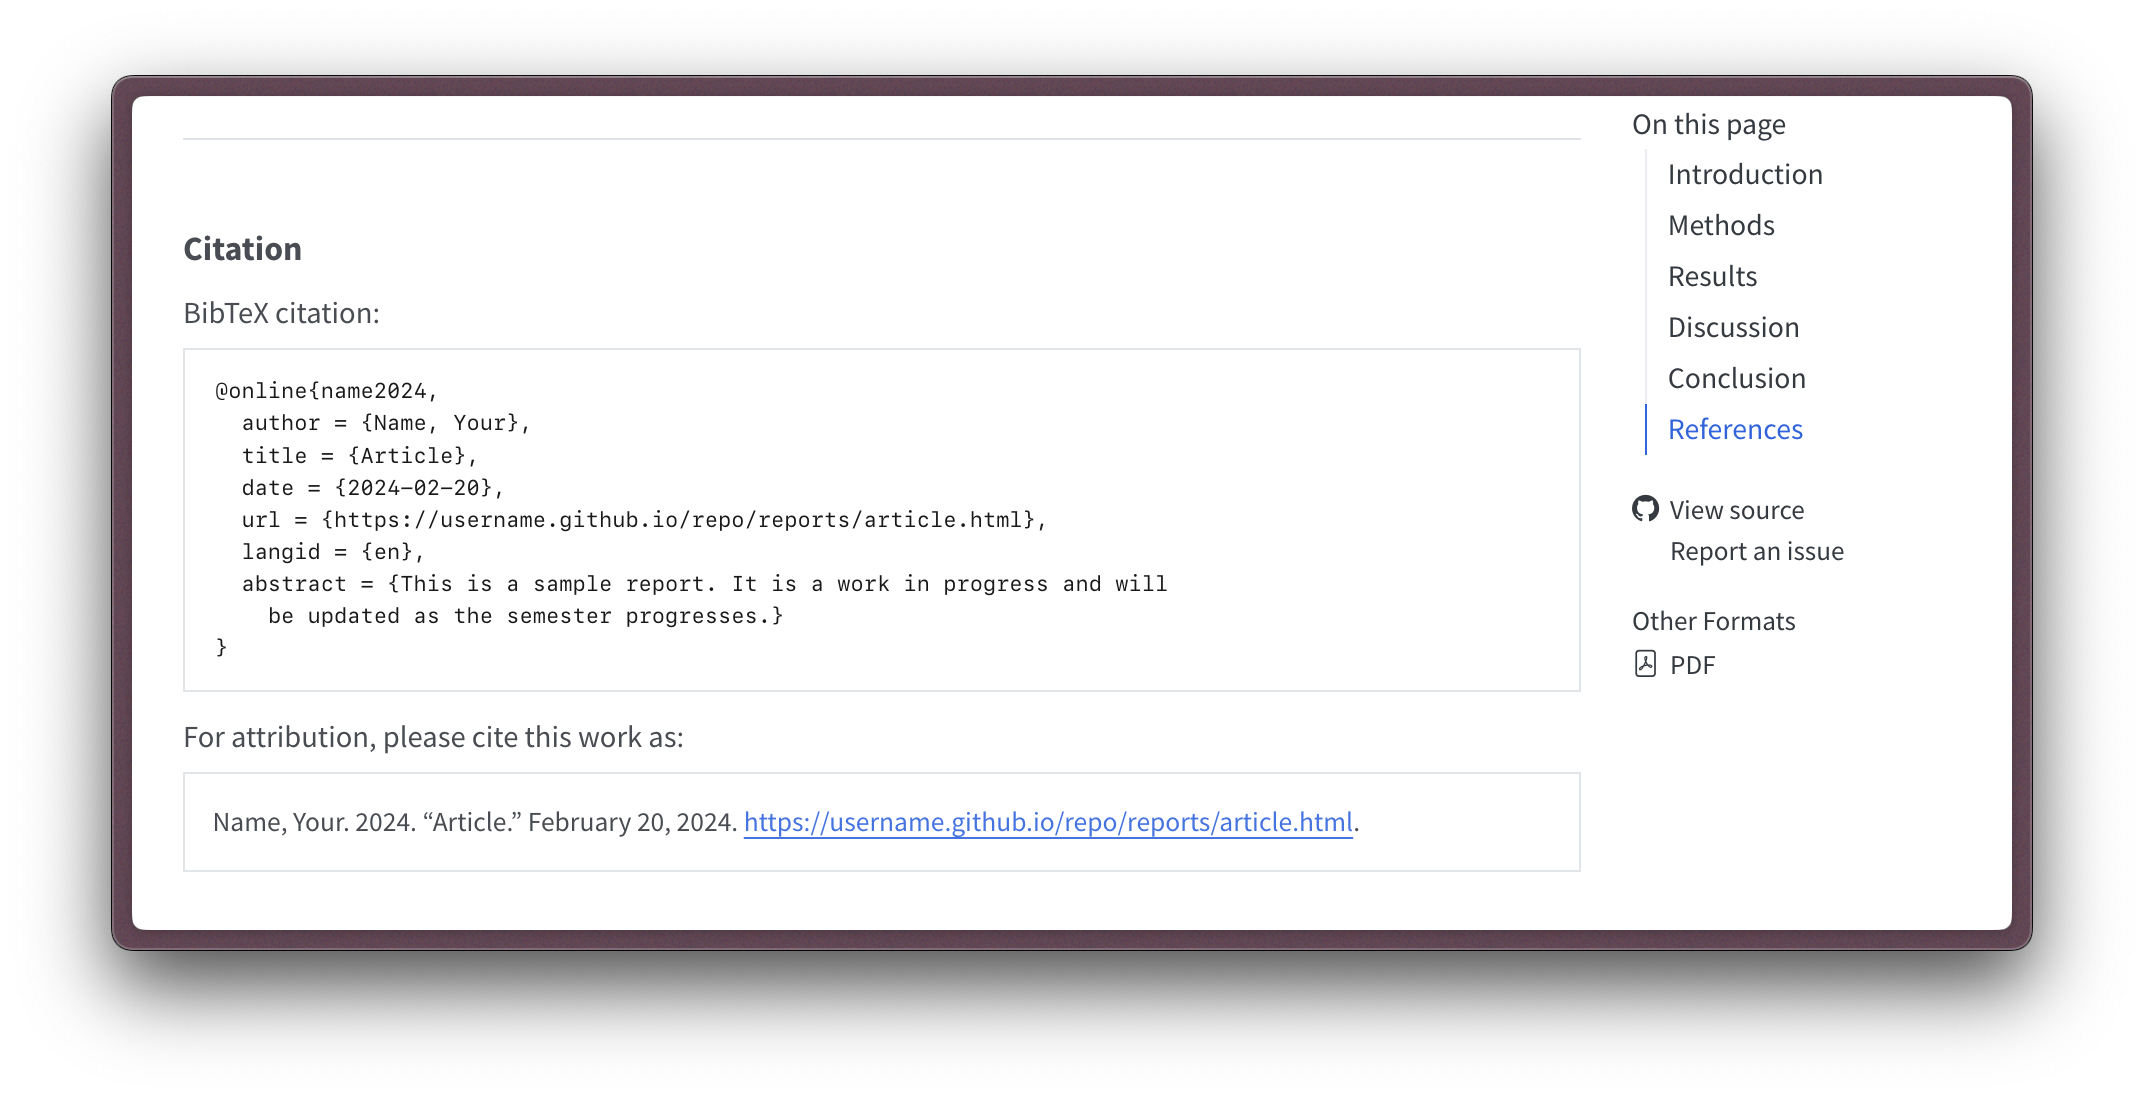 Citation
BibTeX citation:
@online{name2024,
  author = {Name, Your},
  title = {Article},
  date = {2024-02-20},
  url = {https://username.github.io/repo/reports/article.html},
  langid = {en},
  abstract = {This is a sample report. It is a work in progress and will
    be updated as the semester progresses.}
}
For attribution, please cite this work as:
Name, Your. 2024. “Article.” February 20, 2024. https://username.github.io/repo/reports/article.html.
On this page
Introduction
Methods
Results
Discussion
Conclusion
References
View source
Report an issue
Other Formats
PDF